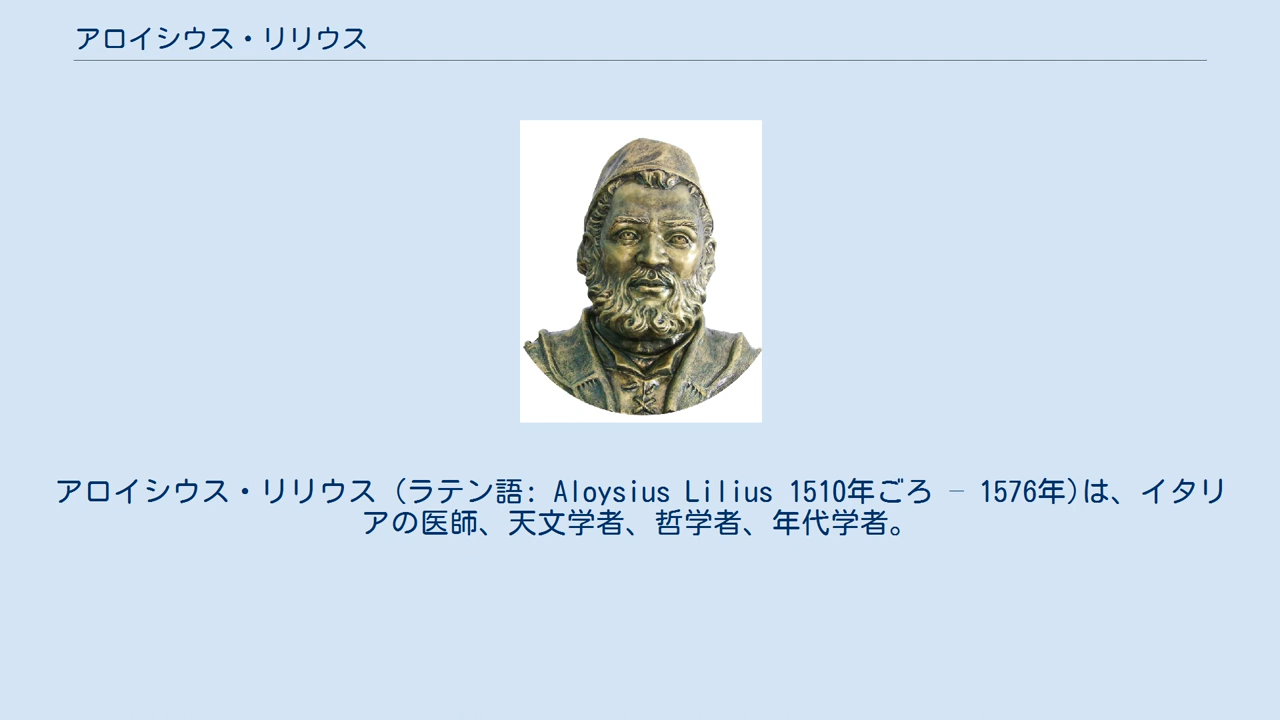 アロイシウス・リリウス
アロイシウス・リリウス (ラテン語: Aloysius Lilius 1510年ごろ – 1576年)は、イタリ
アの医師、天文学者、哲学者、年代学者。